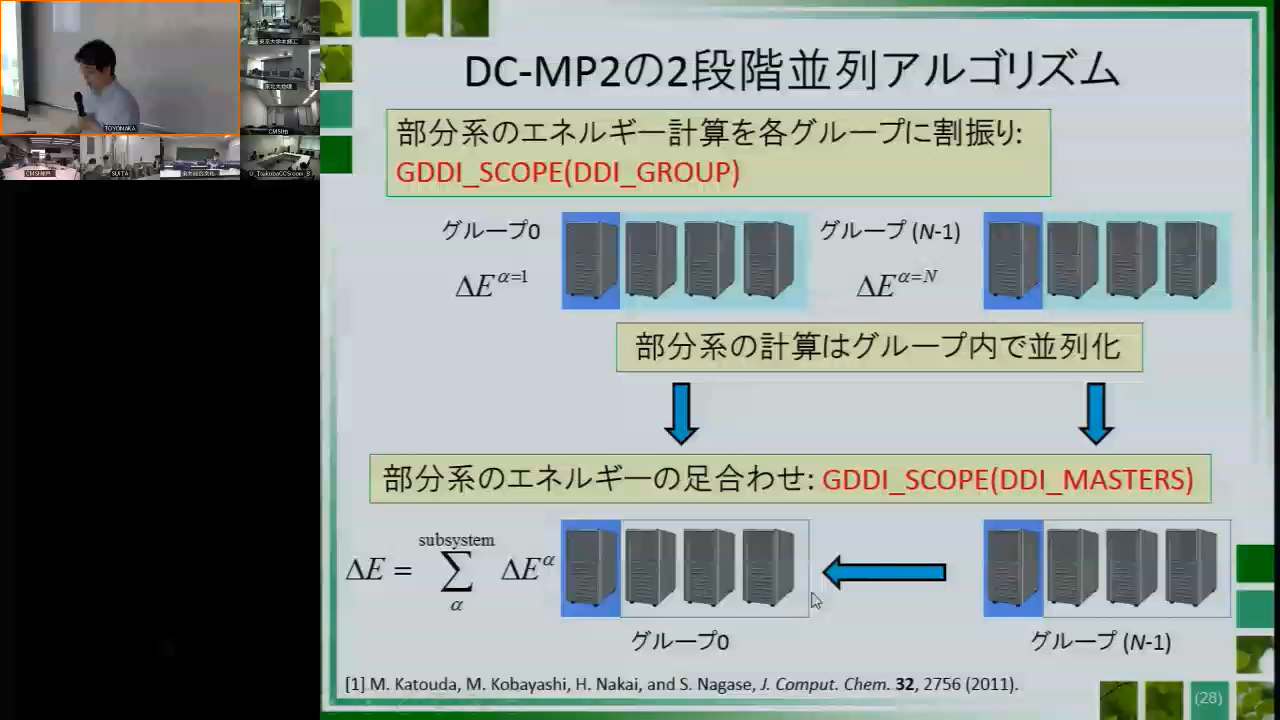 DC-MP2の2段階並列アルゴリズム
部分系のエネルギー計算を各グループに割振り:
GDDI_SCOPE(DDI_GROUP)
グループ0
グループ (N-1)
ΔE^α=1
ΔE^α=N
部分系の計算はグループ内で並列化
部分系のエネルギーの足合わせ: GDDI_SCOPE(DDI_MASTERS)
ΔE = subsystem ∑ α ΔE^α
グループ0
グループ (N-1)
[1] M. Katouda, M. Kobayashi, H. Nakai, and S. Nagase, J. Comput. Chem. 32, 2756 (2011).
(28)
TOYONAKA
CMSI神戸
SUITA
U_TsukubaCCSroom_B